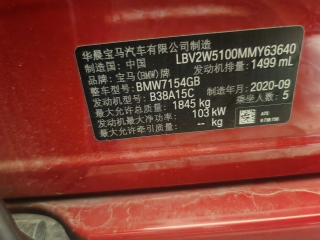 华晨宝马汽车有限公司制造
制造国: 中国 LBV2W5100MMY63640
品牌: 宝马(BMW)牌 发动机排量: 1499 mL
整车型号: BMW7154GB
发动机型号: B38A15C 制造年月: 2020-09
最大允许总质量: 1845 kg 乘坐人数: 5
发动机最大净功率: 103 kW
最大允许牵引质量: -- kg